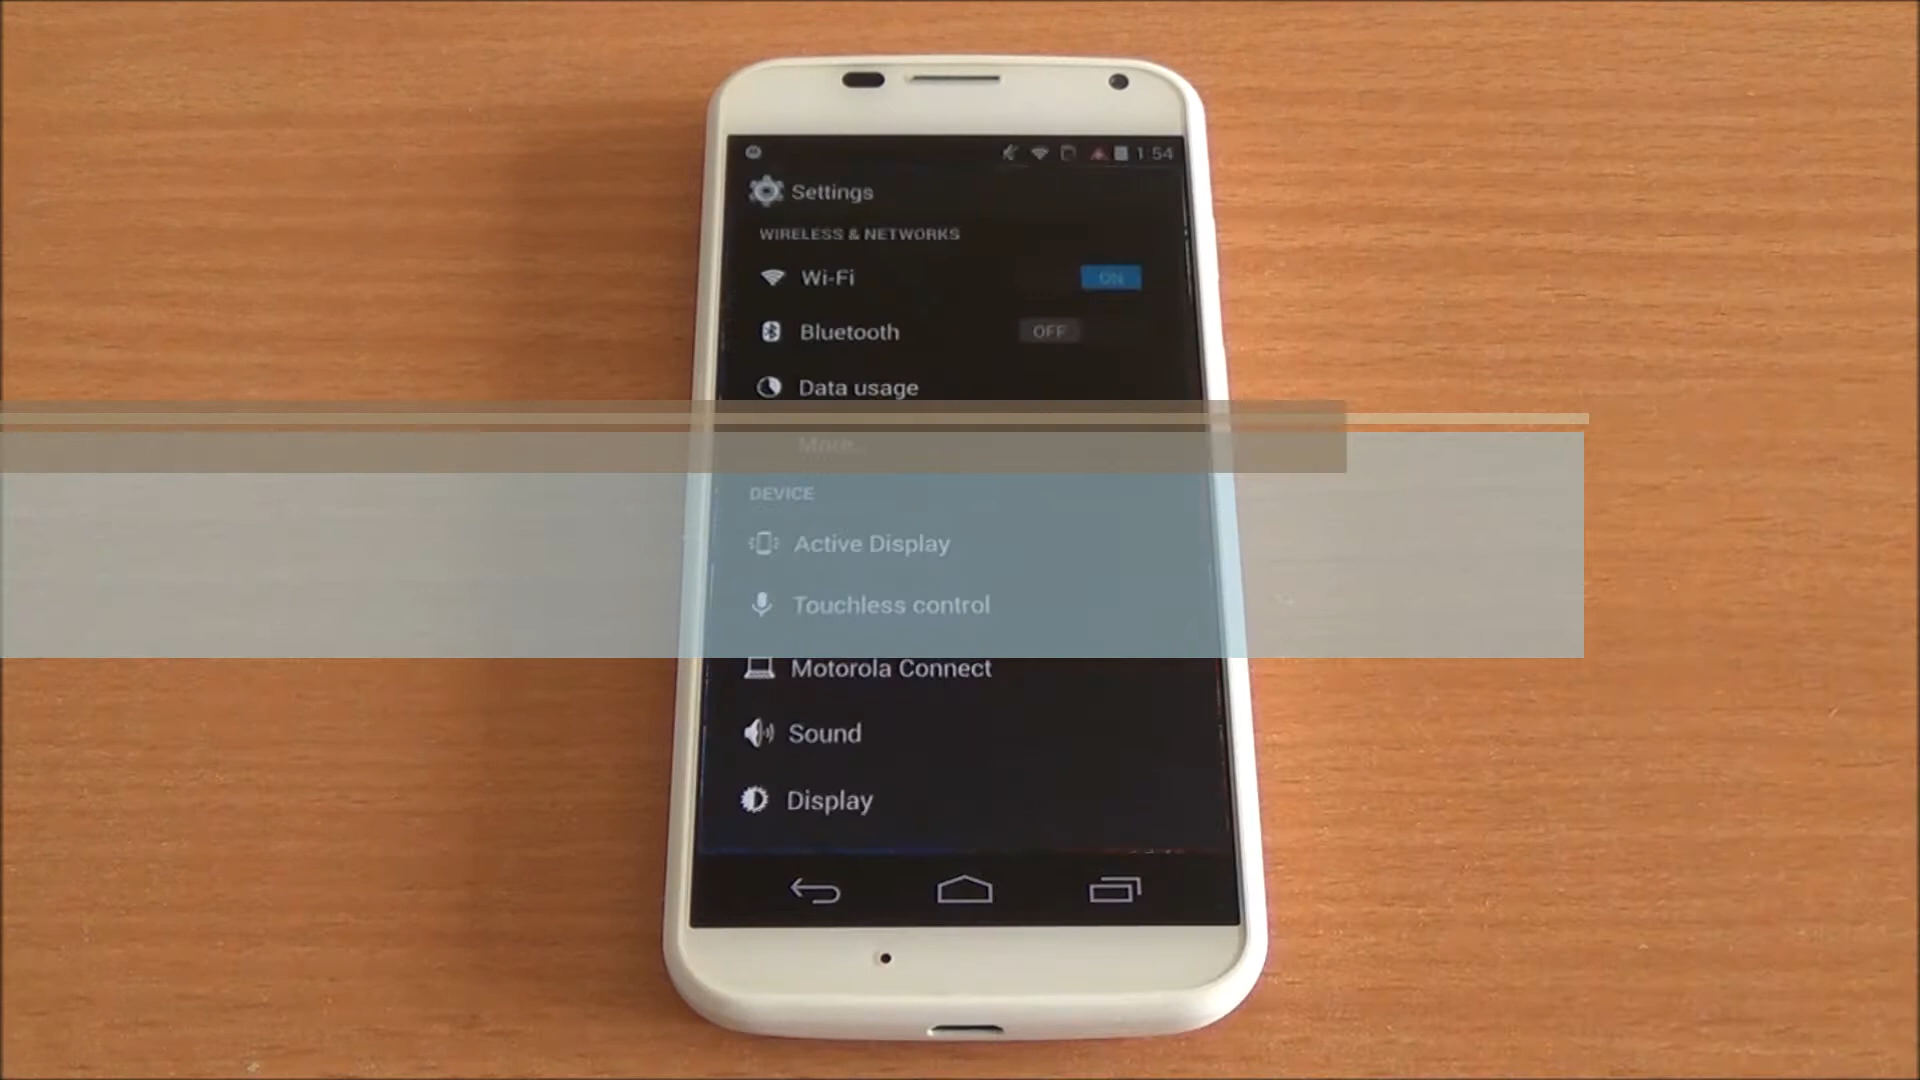 1:54
Settings
WIRELESS & NETWORKS
Wi-Fi ON
Bluetooth OFF
Data usage
More...
DEVICE
Active Display
Touchless control
Motorola Connect
Sound
Display